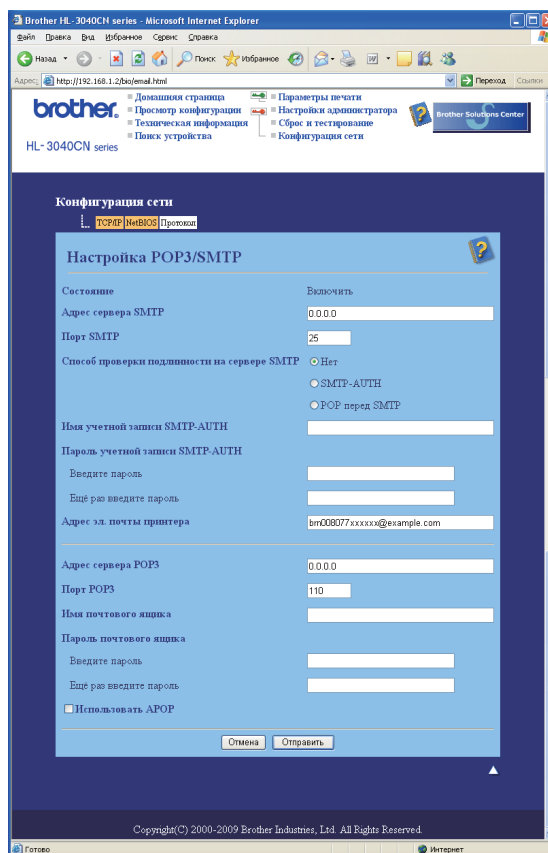 Brother HL-3040CN series - Microsoft Internet Explorer
Файл Правка Вид Избранное Сервис Справка
Назад Поиск Избранное
Адрес: http://192.168.1.2/bio/email.html Переход Ссылки
brother.
HL-3040CN series
Домашняя страница
Просмотр конфигурации
Техническая информация
Поиск устройства
Параметры печати
Настройки администратора
Сброс и тестирование
Конфигурация сети
Brother Solutions Center
Конфигурация сети
TCP/IP NetBIOS Протокол
Настройка POP3/SMTP
Состояние Включить
Адрес сервера SMTP 0.0.0.0
Порт SMTP 25
Способ проверки подлинности на сервере SMTP Нет
SMTP-AUTH
POP перед SMTP
Имя учетной записи SMTP-AUTH
Пароль учетной записи SMTP-AUTH
Введите пароль
Ещё раз введите пароль
Адрес эл. почты принтера brn008077xxxxxx@example.com
Адрес сервера POP3 0.0.0.0
Порт POP3 110
Имя почтового ящика
Пароль почтового ящика
Введите пароль
Ещё раз введите пароль
Использовать APOP
Отмена Отправить
Copyright(C) 2000-2009 Brother Industries, Ltd. All Rights Reserved.
Готово Интернет